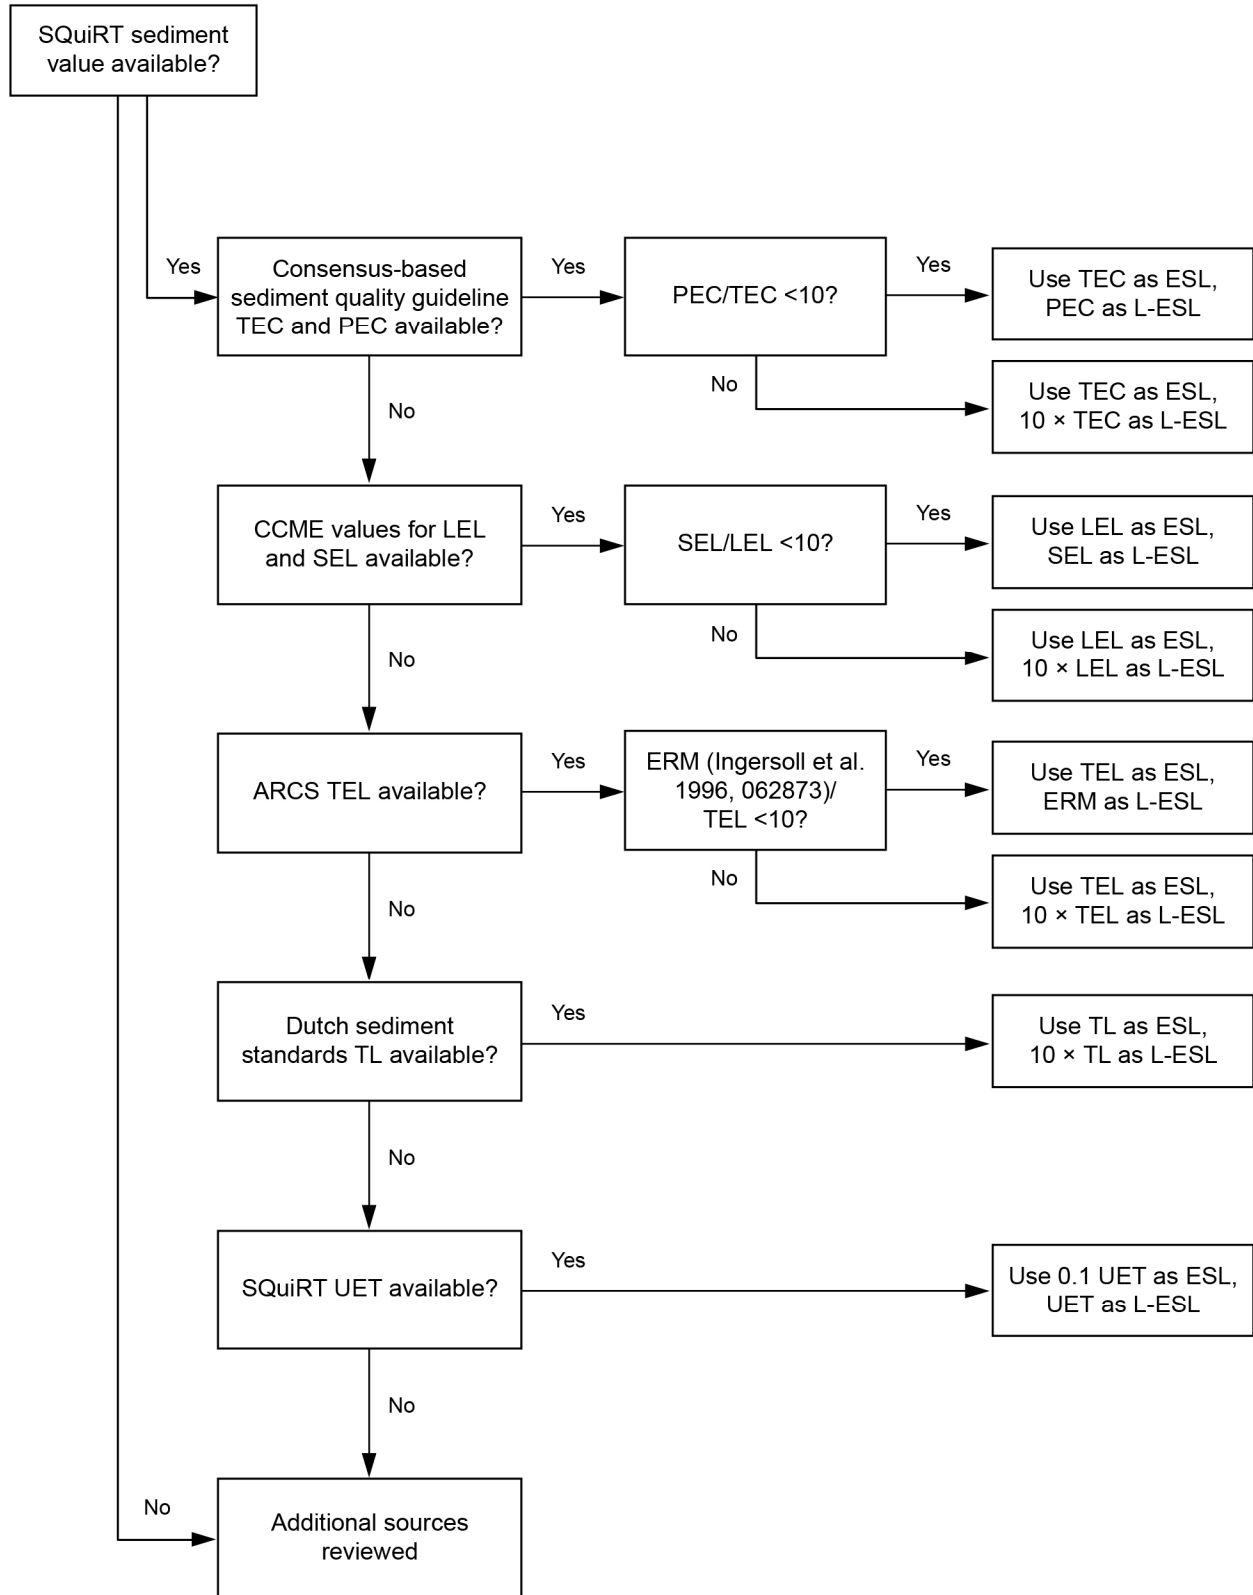 SQuiRT sediment
value available?
Yes
Consensus-based
sediment quality guideline
TEC and PEC available?
Yes
PEC/TEC <10?
Yes
Use TEC as ESL,
PEC as L-ESL
No
Use TEC as ESL,
10 × TEC as L-ESL
No
CCME values for LEL
and SEL available?
Yes
SEL/LEL <10?
Yes
Use LEL as ESL,
SEL as L-ESL
No
Use LEL as ESL,
10 × LEL as L-ESL
No
ARCS TEL available?
Yes
ERM (Ingersoll et al.
1996, 062873)/
TEL <10?
Yes
Use TEL as ESL,
ERM as L-ESL
No
Use TEL as ESL,
10 × TEL as L-ESL
No
Dutch sediment
standards TL available?
Yes
Use TL as ESL,
10 × TL as L-ESL
No
SQuiRT UET available?
Yes
Use 0.1 UET as ESL,
UET as L-ESL
No
No
Additional sources
reviewed